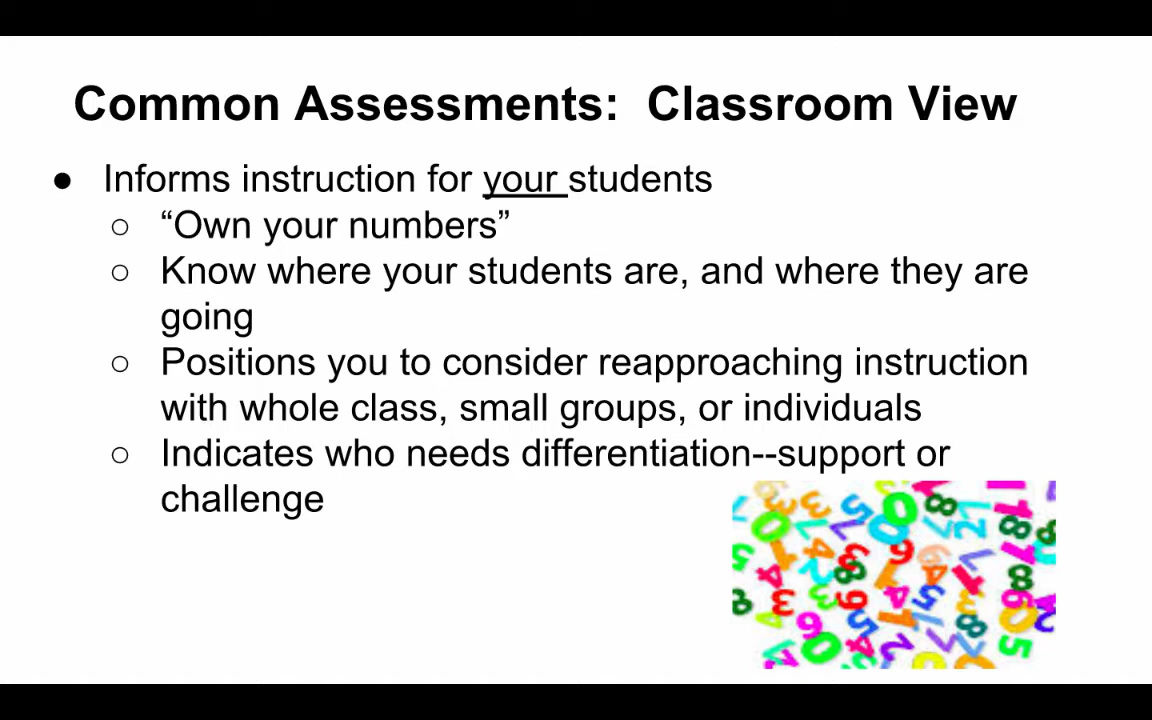 Common Assessments:  Classroom View
● Informs instruction for your students
○ “Own your numbers”
○ Know where your students are, and where they are
going
○ Positions you to consider reapproaching instruction
with whole class, small groups, or individuals
○ Indicates who needs differentiation--support or
challenge